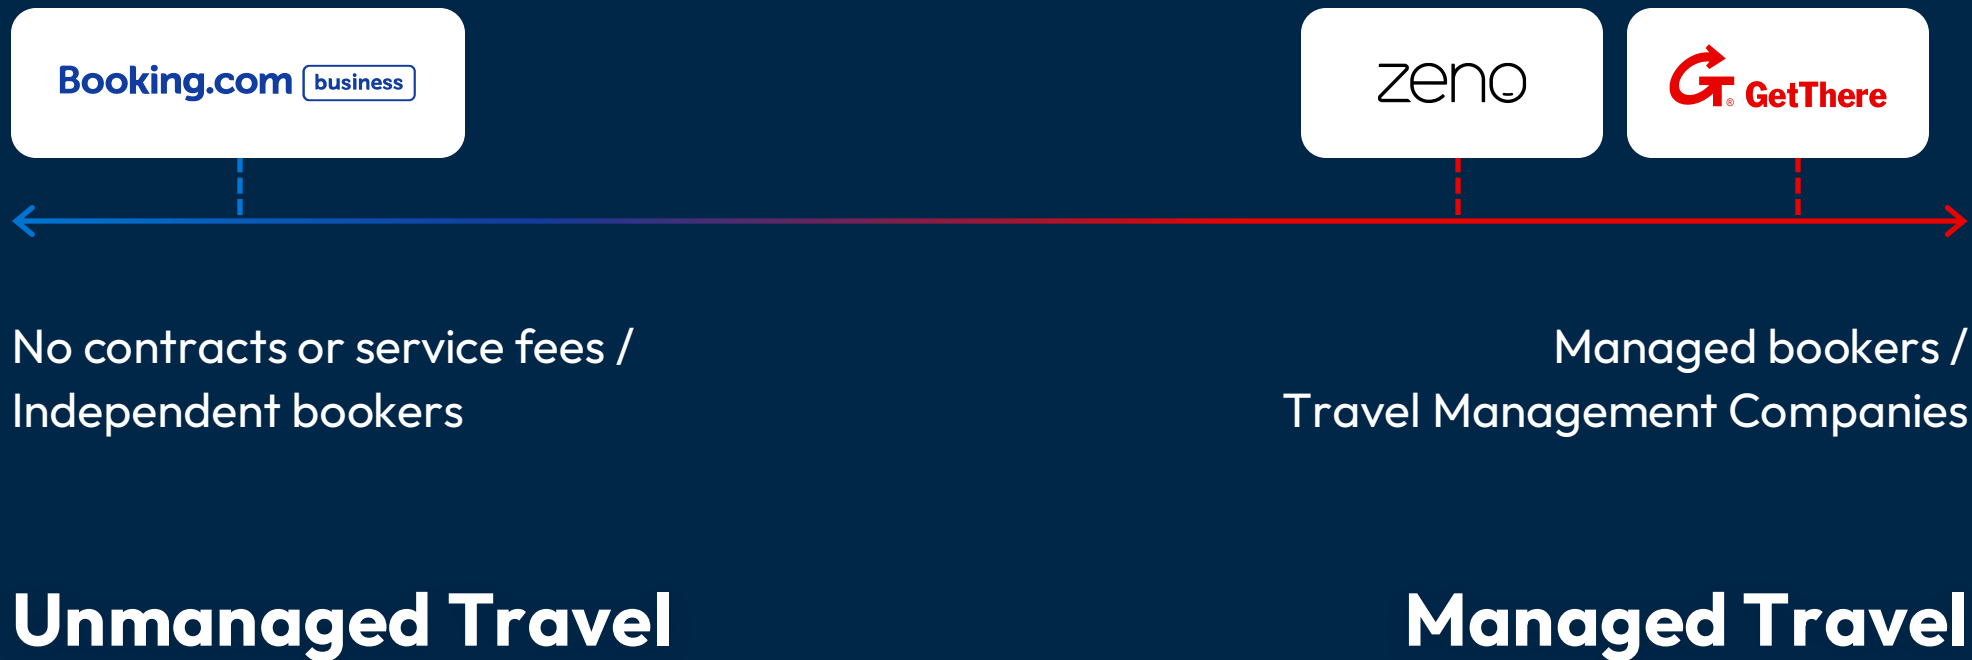 Booking.com business
zeno
GT® GetThere
No contracts or service fees /
Independent bookers
Managed bookers /
Travel Management Companies
Unmanaged Travel
Managed Travel